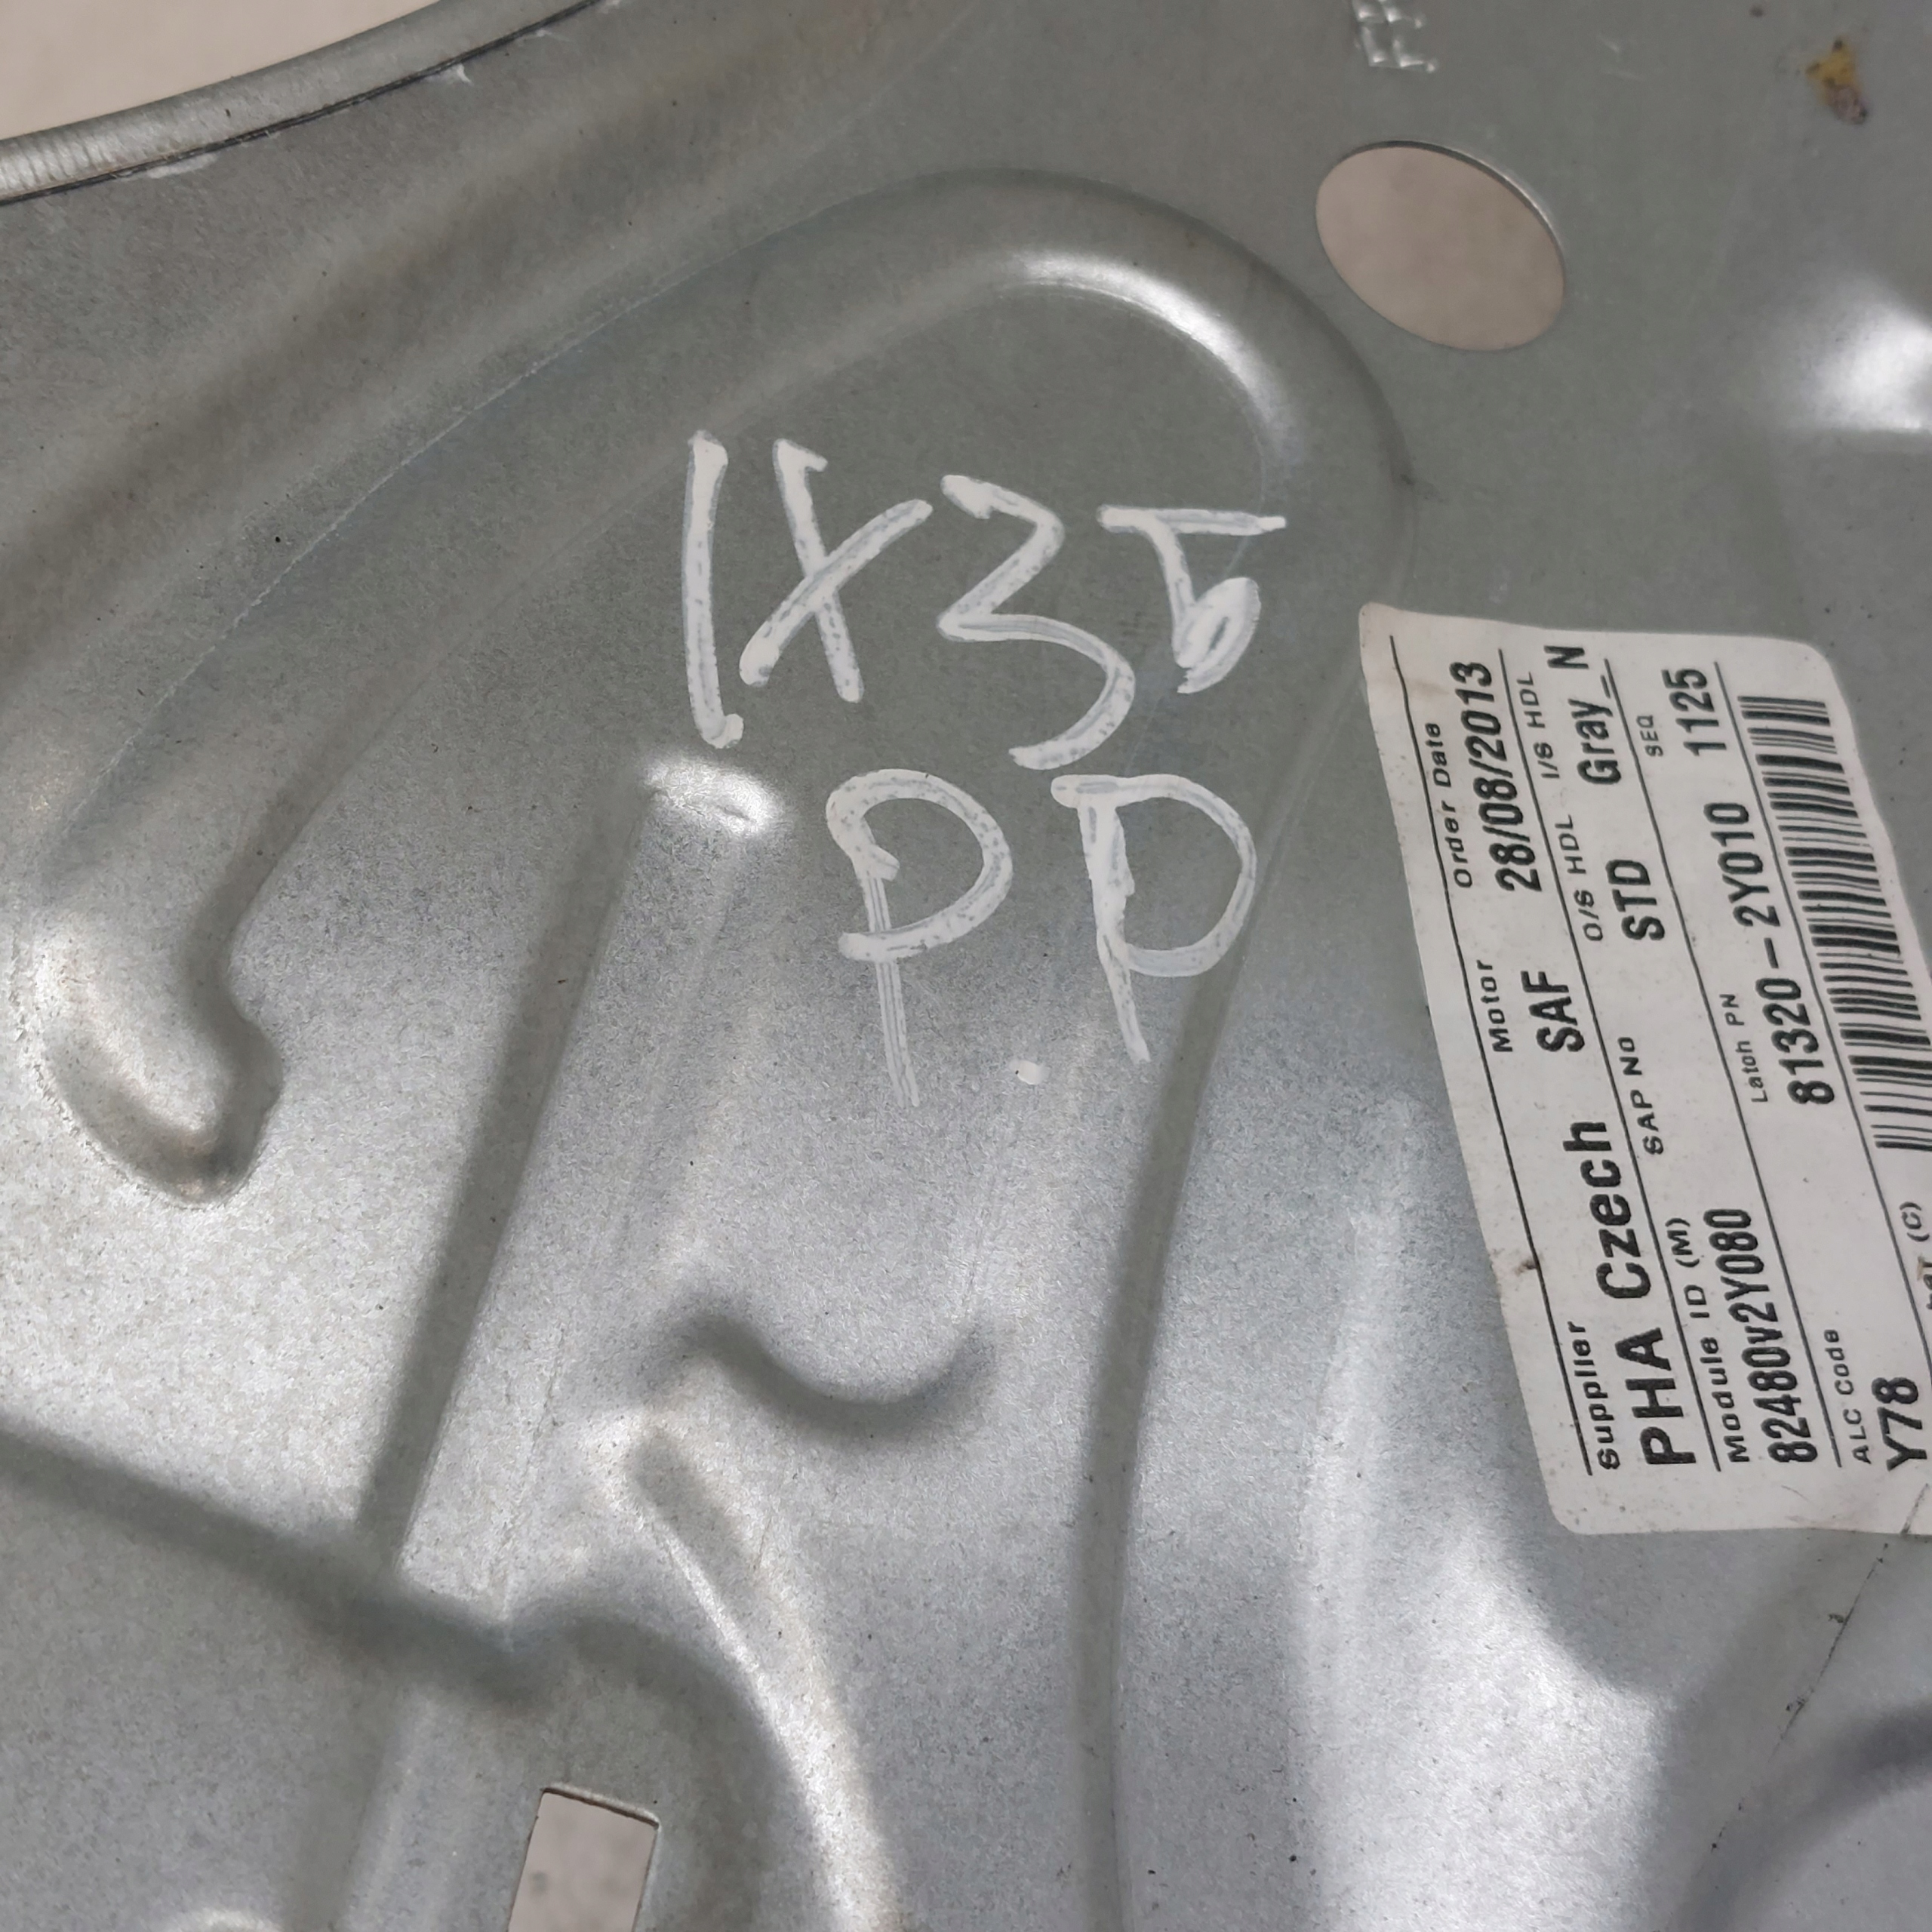 IX35
P.P
Order Date
28/08/2013
Motor
SAF
I/S HDL
Gray_N
O/S HDL
STD
Supplier
PHA Czech
SEQ
1125
SAP No
Module ID (M)
82480v2Y080
Latch PN
81320-2Y010
ALC Code
Y78